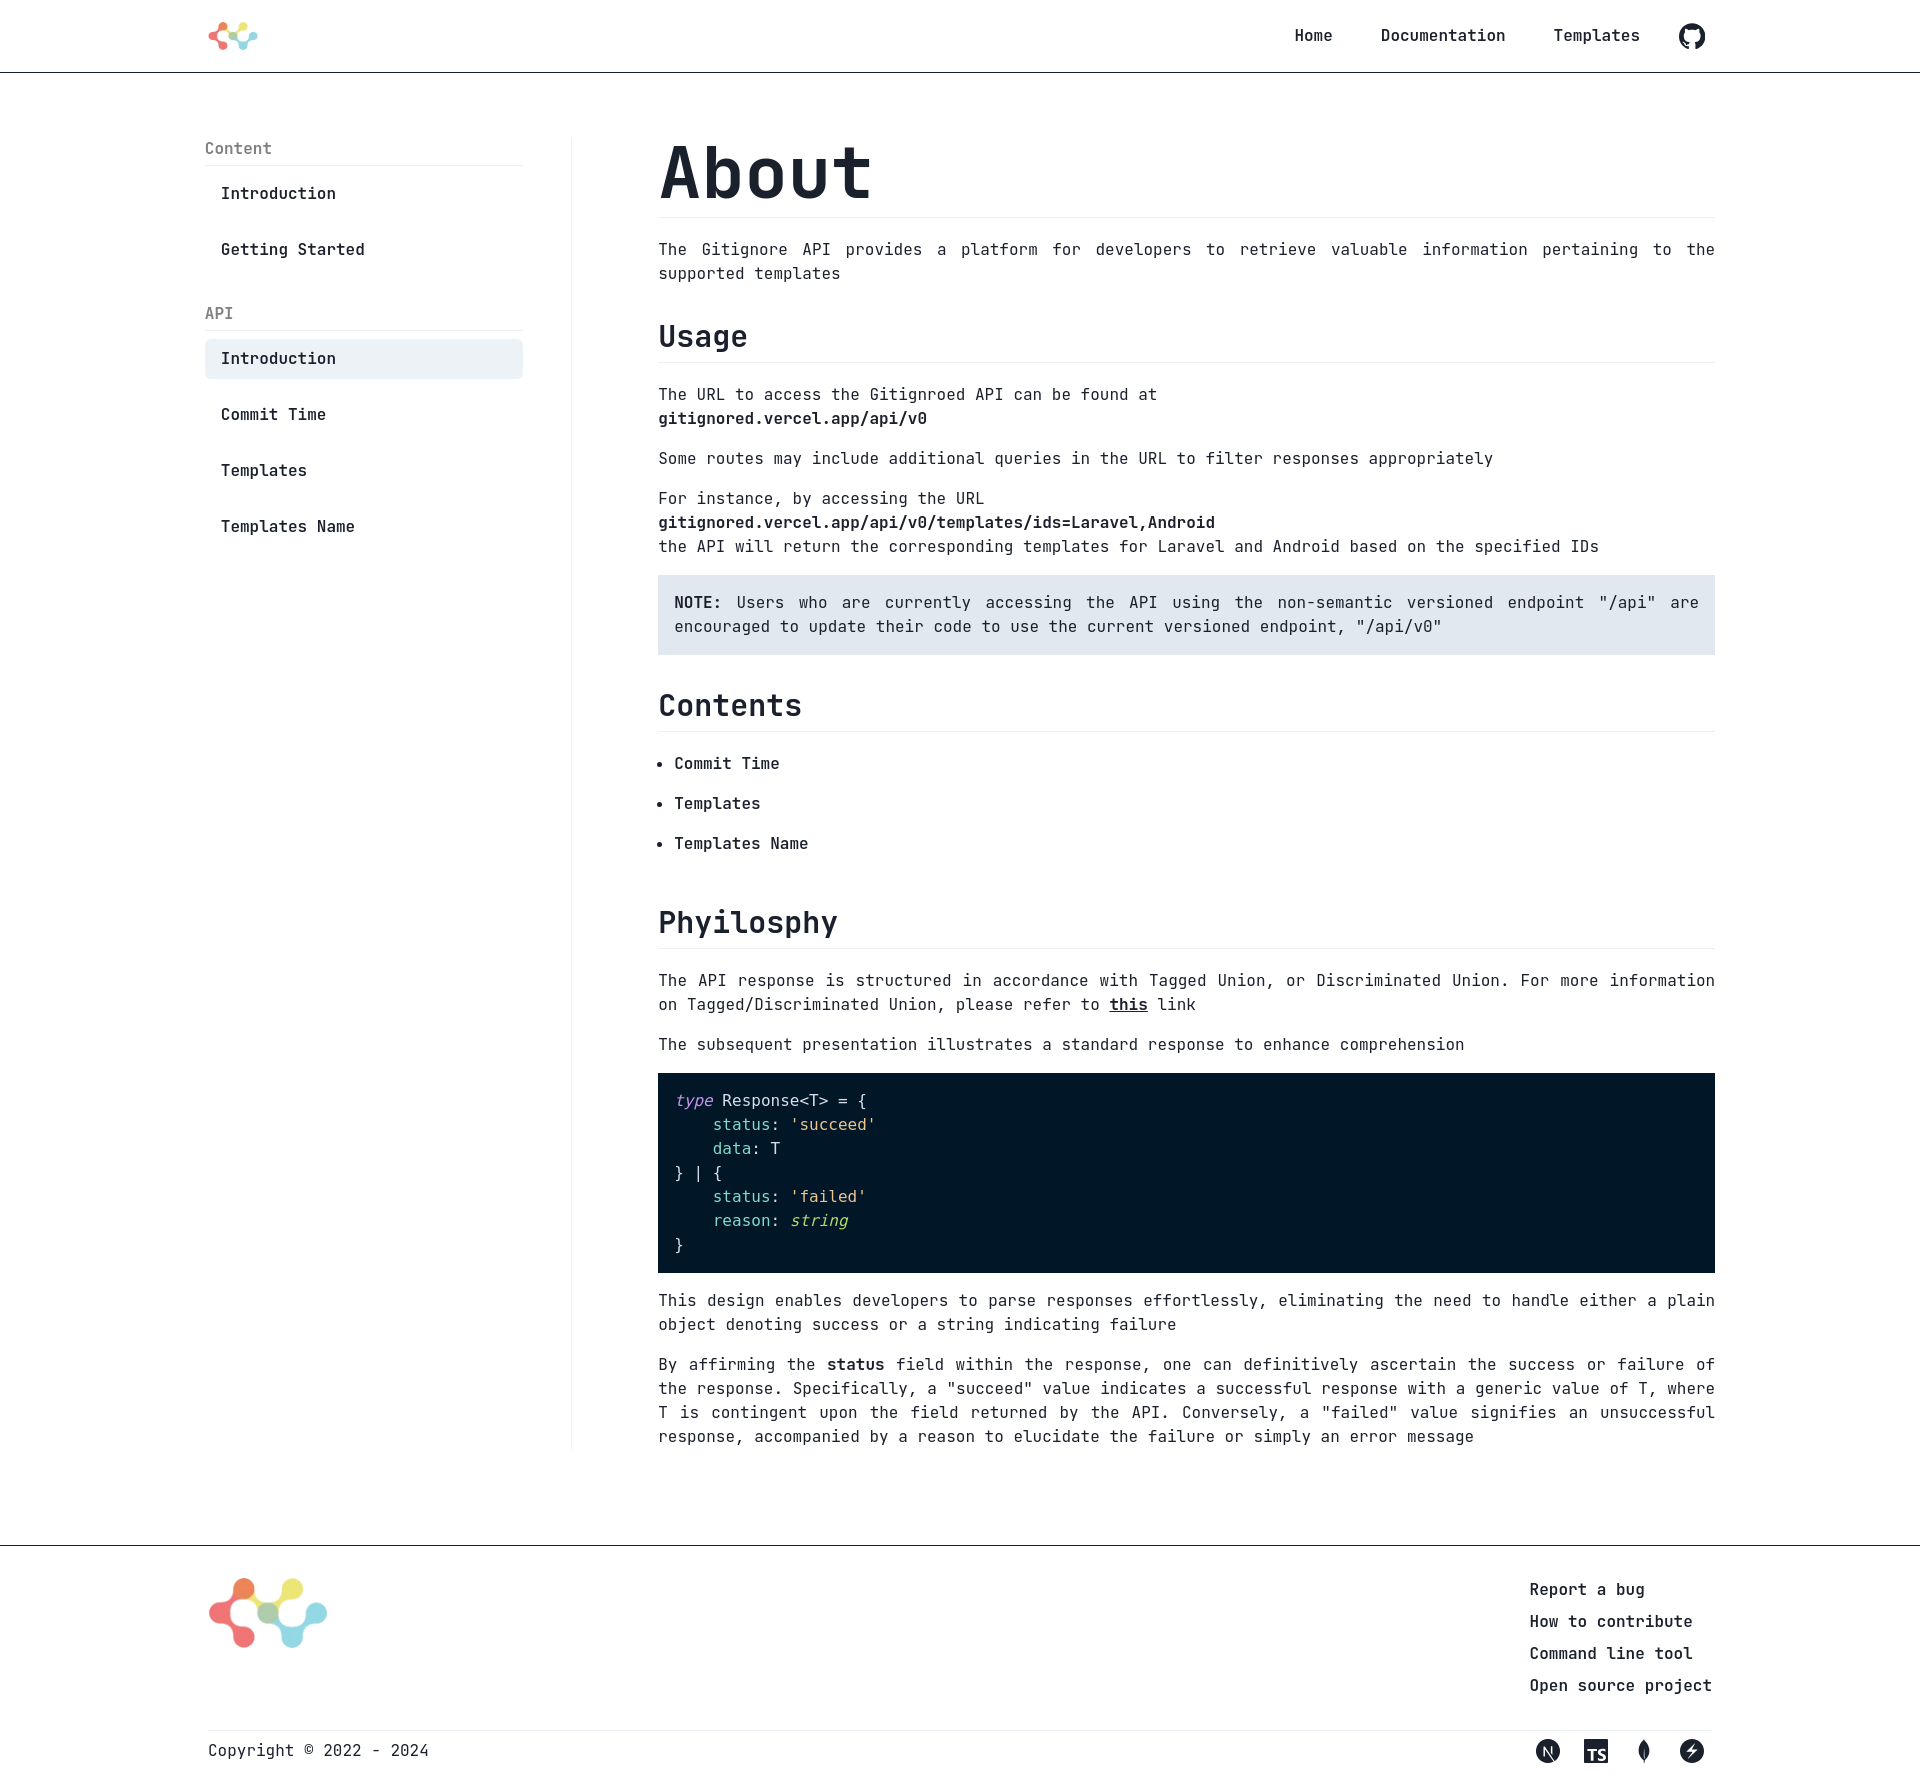 Home
Documentation
Templates
Content
Introduction
Getting Started
API
Introduction
Commit Time
Templates
Templates Name
About
The Gitignore API provides a platform for developers to retrieve valuable information pertaining to the
supported templates
Usage
The URL to access the Gitignroed API can be found at
gitignored.vercel.app/api/v0
Some routes may include additional queries in the URL to filter responses appropriately
For instance, by accessing the URL
gitignored.vercel.app/api/v0/templates/ids=Laravel,Android
the API will return the corresponding templates for Laravel and Android based on the specified IDs
NOTE: Users who are currently accessing the API using the non-semantic versioned endpoint "/api" are
encouraged to update their code to use the current versioned endpoint, "/api/v0"
Contents
• Commit Time
• Templates
• Templates Name
Phyilosphy
The API response is structured in accordance with Tagged Union, or Discriminated Union. For more information
on Tagged/Discriminated Union, please refer to this link
The subsequent presentation illustrates a standard response to enhance comprehension
type Response<T> = {
    status: 'succeed'
    data: T
} | {
    status: 'failed'
    reason: string
}
This design enables developers to parse responses effortlessly, eliminating the need to handle either a plain
object denoting success or a string indicating failure
By affirming the status field within the response, one can definitively ascertain the success or failure of
the response. Specifically, a "succeed" value indicates a successful response with a generic value of T, where
T is contingent upon the field returned by the API. Conversely, a "failed" value signifies an unsuccessful
response, accompanied by a reason to elucidate the failure or simply an error message
Report a bug
How to contribute
Command line tool
Open source project
Copyright © 2022 - 2024
N
TS